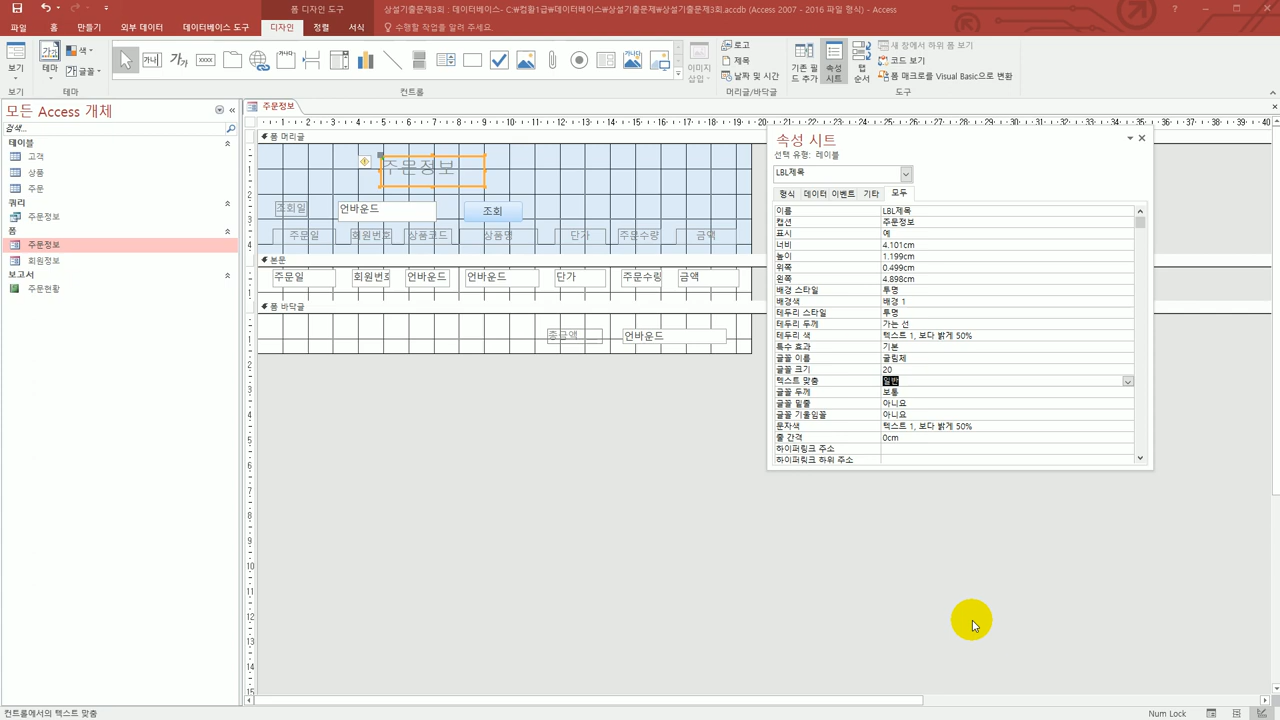 폼 디자인 도구
상설기출문제3회 : 데이터베이스- C:₩컴활1급₩데이터베이스₩상설기출문제₩상설기출문제3회.accdb (Access 2007 - 2016 파일 형식) - Access
파일 홈 만들기 외부 데이터 데이터베이스 도구 디자인 정렬 서식 수행할 작업을 알려 주세요.
보기
보기
테마
색
가 글꼴
테마
컨트롤
이미지 삽입
로고
제목
날짜 및 시간
머리글/바닥글
기존 필드 추가
속성 시트
탭 순서
새 창에서 하위 폼 보기
코드 보기
폼 매크로를 Visual Basic으로 변환
도구
모든 Access 개체
검색...
테이블
고객
상품
주문
쿼리
주문정보
폼
주문정보
회원정보
보고서
주문현황
주문정보
폼 머리글
주문정보
조회일 언바운드 조회
주문일 회원번호 상품코드 상품명 단가 주문수량 금액
본문
주문일 회원번호 언바운드 언바운드 단가 주문수량 금액
폼 바닥글
총금액 언바운드
속성 시트
선택 유형: 레이블
LBL제목
형식 데이터 이벤트 기타 모두
이름 LBL제목
캡션 주문정보
표시 예
너비 4.101cm
높이 1.199cm
위쪽 0.499cm
왼쪽 4.898cm
배경 스타일 투명
배경색 배경 1
테두리 스타일 투명
테두리 두께 가는 선
테두리 색 텍스트 1, 보다 밝게 50%
특수 효과 기본
글꼴 이름 굴림체
글꼴 크기 20
텍스트 맞춤 일반
글꼴 두께 보통
글꼴 밑줄 아니요
글꼴 기울임꼴 아니요
문자색 텍스트 1, 보다 밝게 50%
줄 간격 0cm
하이퍼링크 주소
하이퍼링크 하위 주소
컨트롤에서의 텍스트 맞춤
Num Lock